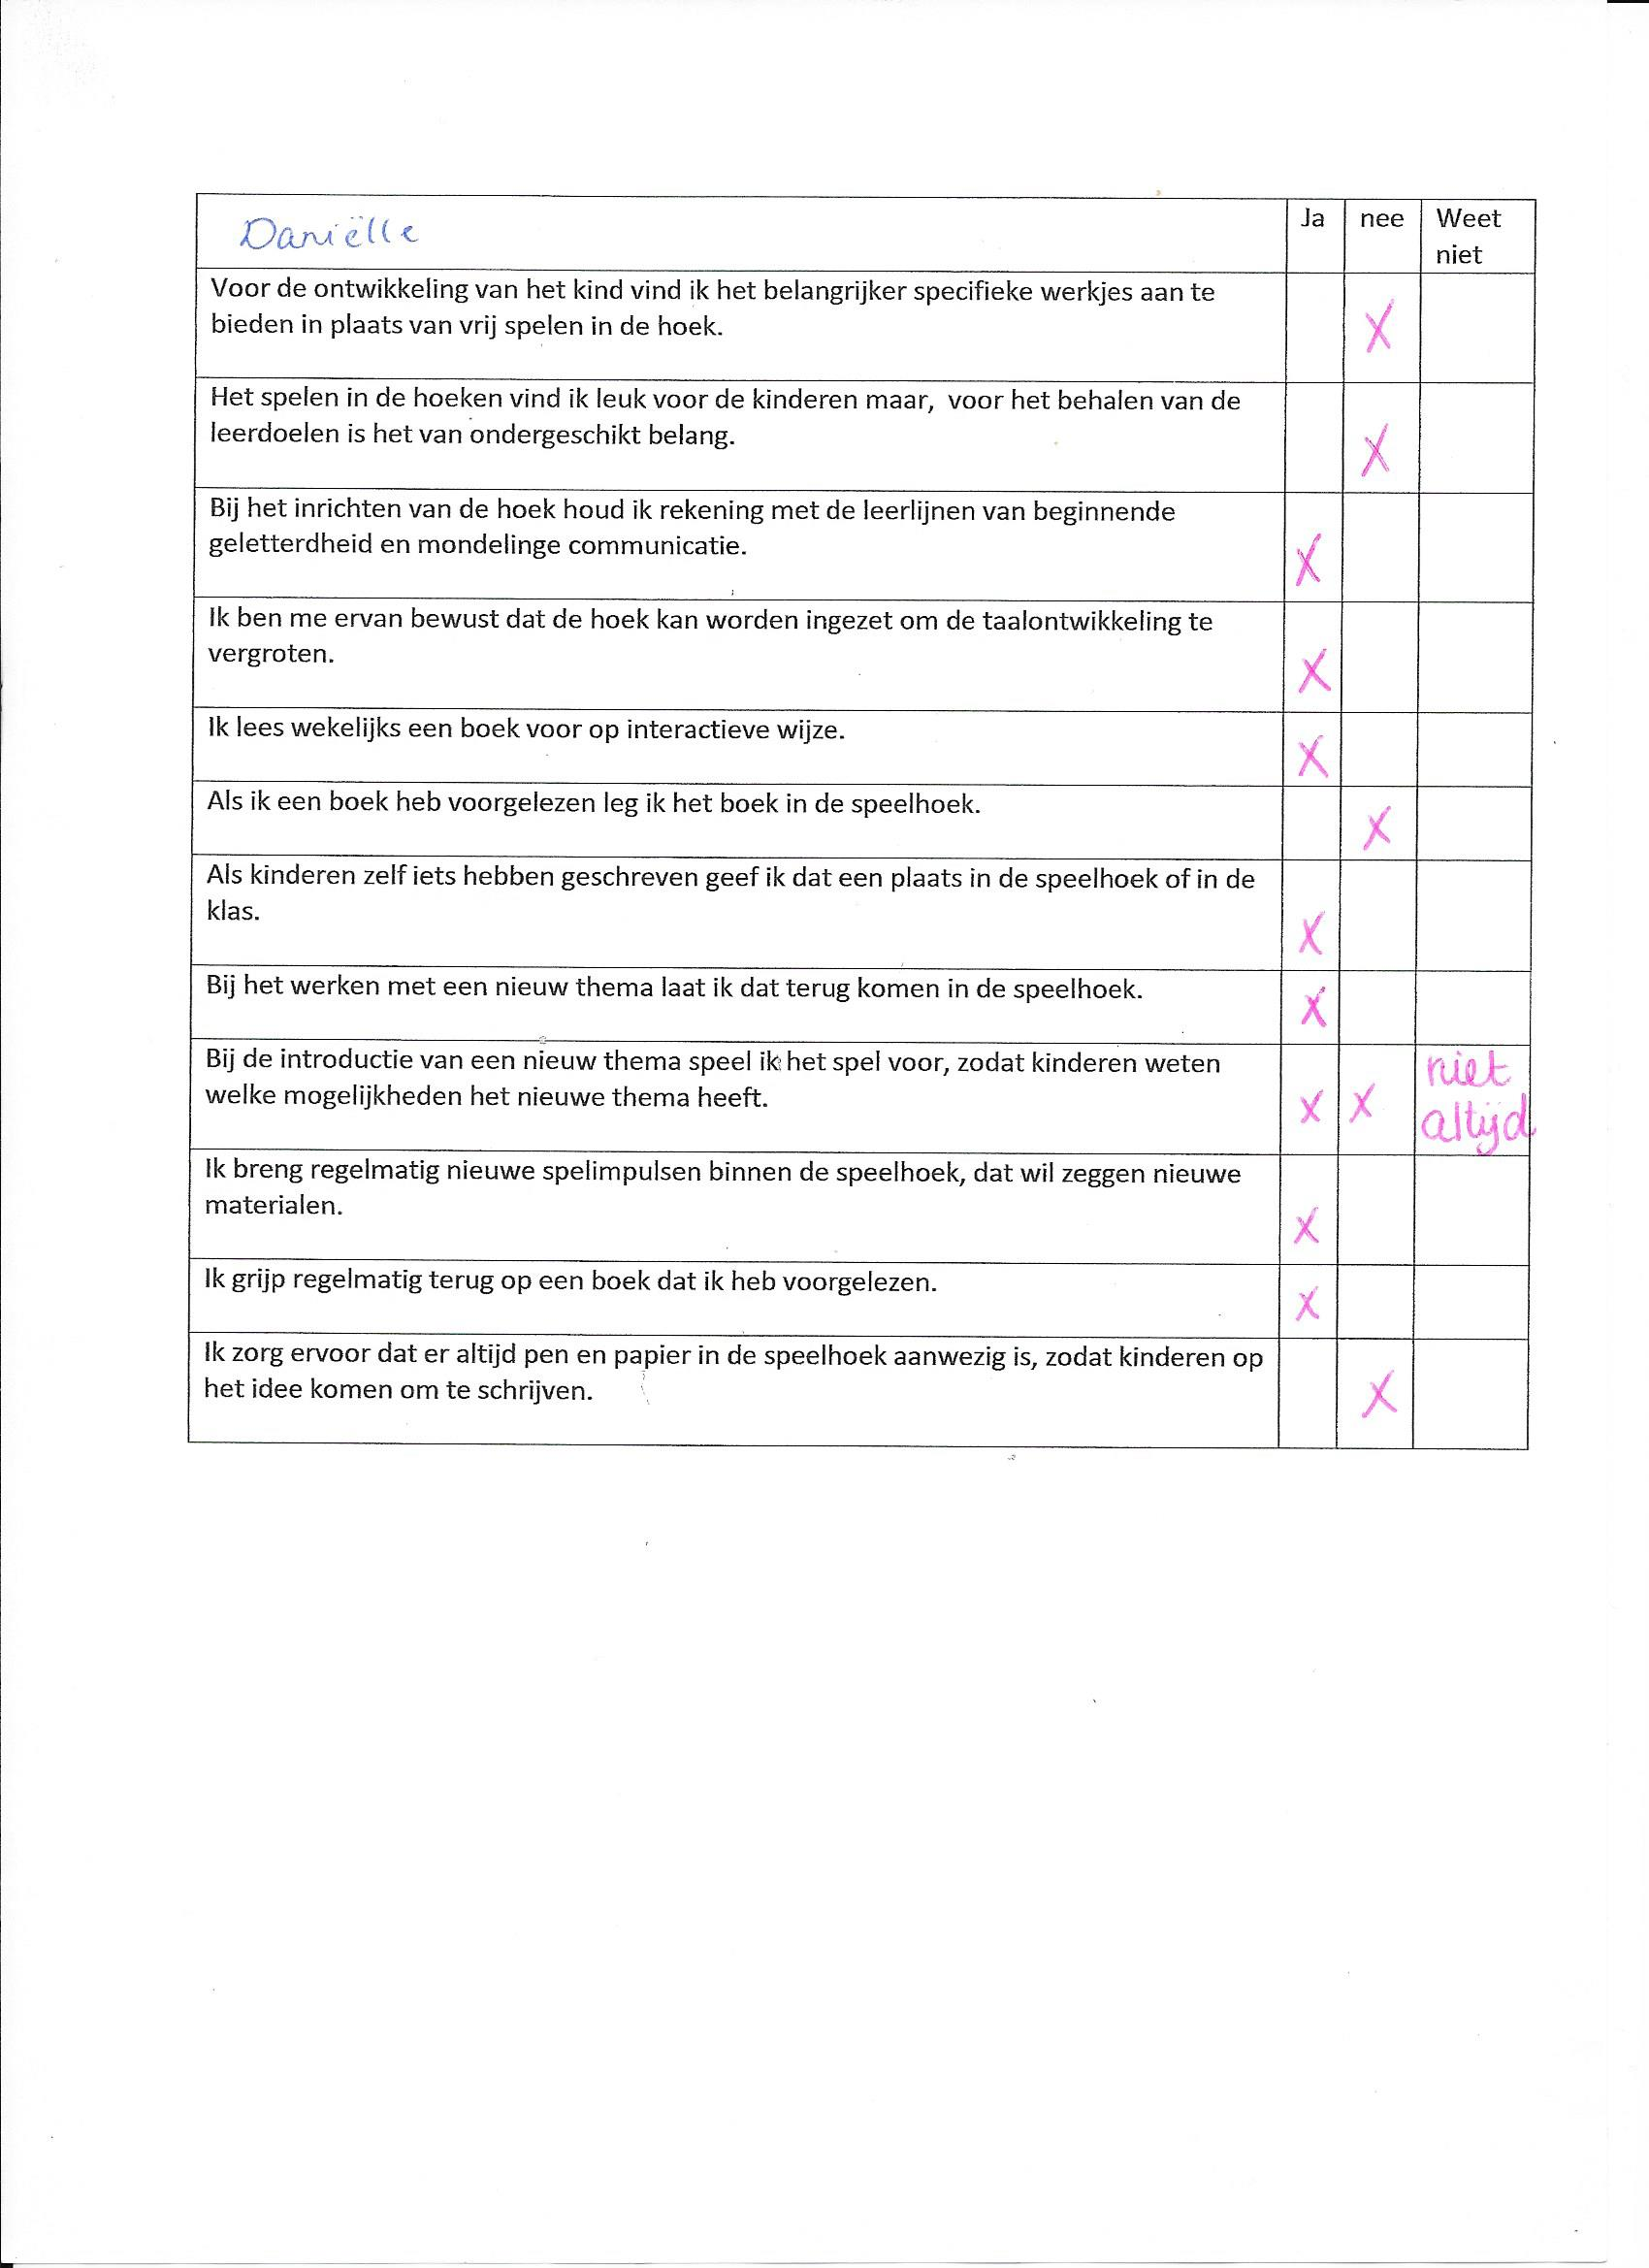 Daniëlle Ja nee Weet
niet
Voor de ontwikkeling van het kind vind ik het belangrijker specifieke werkjes aan te
bieden in plaats van vrij spelen in de hoek. X
Het spelen in de hoeken vind ik leuk voor de kinderen maar,  voor het behalen van de
leerdoelen is het van ondergeschikt belang. X
Bij het inrichten van de hoek houd ik rekening met de leerlijnen van beginnende
geletterdheid en mondelinge communicatie. X
Ik ben me ervan bewust dat de hoek kan worden ingezet om de taalontwikkeling te
vergroten. X
Ik lees wekelijks een boek voor op interactieve wijze. X
Als ik een boek heb voorgelezen leg ik het boek in de speelhoek. X
Als kinderen zelf iets hebben geschreven geef ik dat een plaats in de speelhoek of in de
klas. X
Bij het werken met een nieuw thema laat ik dat terug komen in de speelhoek. X
Bij de introductie van een nieuw thema speel ik het spel voor, zodat kinderen weten niet
welke mogelijkheden het nieuwe thema heeft. X X altijd
Ik breng regelmatig nieuwe spelimpulsen binnen de speelhoek, dat wil zeggen nieuwe
materialen. X
Ik grijp regelmatig terug op een boek dat ik heb voorgelezen. X
Ik zorg ervoor dat er altijd pen en papier in de speelhoek aanwezig is, zodat kinderen op
het idee komen om te schrijven. X